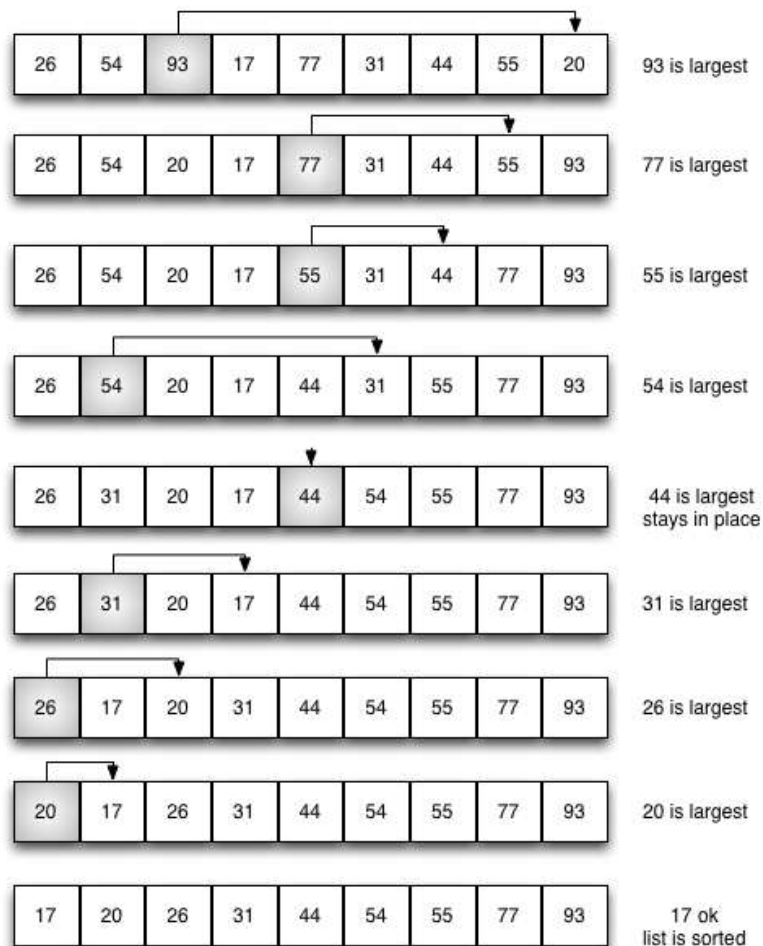 26 54 93 17 77 31 44 55 20 93 is largest
26 54 20 17 77 31 44 55 93 77 is largest
26 54 20 17 55 31 44 77 93 55 is largest
26 54 20 17 44 31 55 77 93 54 is largest
26 31 20 17 44 54 55 77 93 44 is largest
stays in place
26 31 20 17 44 54 55 77 93 31 is largest
26 17 20 31 44 54 55 77 93 26 is largest
20 17 26 31 44 54 55 77 93 20 is largest
17 20 26 31 44 54 55 77 93 17 ok
list is sorted